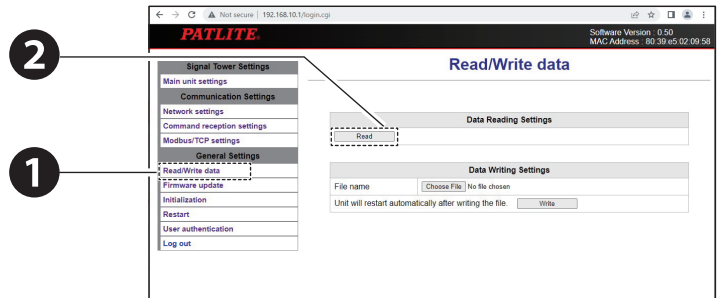 Not secure | 192.168.10.1/login.cgi
PATLITE®
Software Version : 0.50
MAC Address : 80:39:e5:02:09:58
2
1
Signal Tower Settings
Main unit settings
Communication Settings
Network settings
Command reception settings
Modbus/TCP settings
General Settings
Read/Write data
Firmware update
Initialization
Restart
User authentication
Log out
Read/Write data
Data Reading Settings
Read
Data Writing Settings
File name Choose File No file chosen
Unit will restart automatically after writing the file. Write